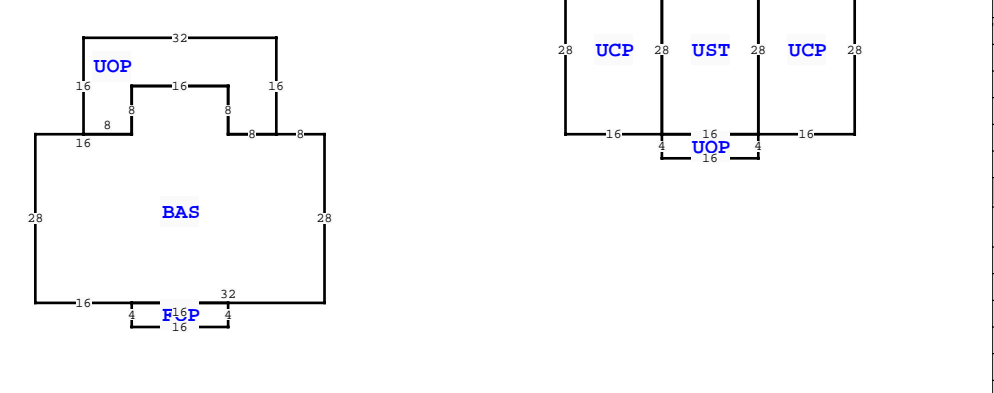 32
UOP
16 16 16
8 8
8 8 8
16
28 BAS 28
16 32
4 FOP 16 4
16
28 UCP 28 UST 28 UCP 28
16 16 16
4 UOP 4
16